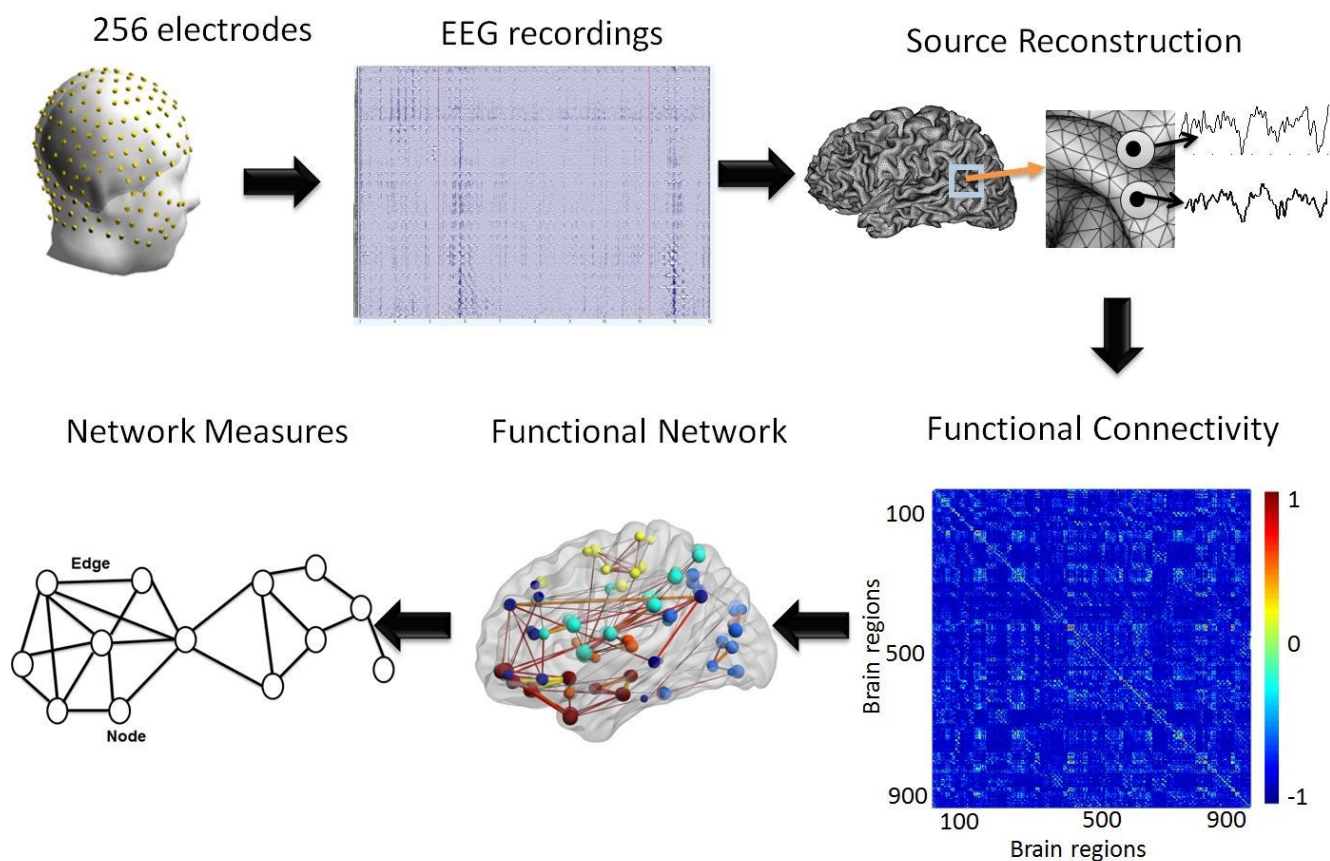 256 electrodes
EEG recordings
Source Reconstruction
Network Measures
Functional Network
Functional Connectivity
Edge
Node
100
500
900
Brain regions
100
500
900
Brain regions
1
0
-1